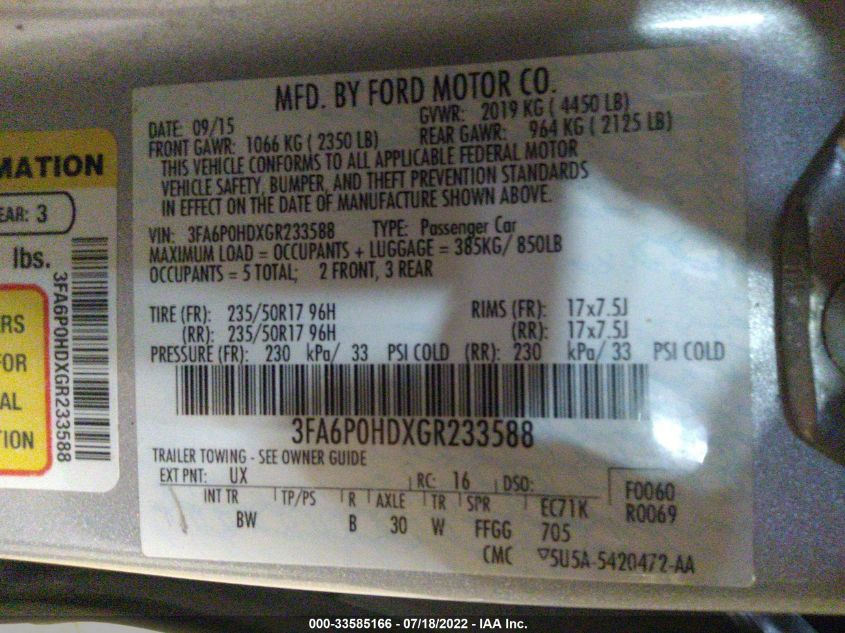 MFD. BY FORD MOTOR CO.
DATE: 09/15 GVWR: 2019 KG ( 4450 LB)
FRONT GAWR: 1066 KG ( 2350 LB) REAR GAWR: 964 KG ( 2125 LB)
THIS VEHICLE CONFORMS TO ALL APPLICABLE FEDERAL MOTOR
VEHICLE SAFETY, BUMPER, AND THEFT PREVENTION STANDARDS
IN EFFECT ON THE DATE OF MANUFACTURE SHOWN ABOVE.
VIN: 3FA6P0HDXGR233588 TYPE: Passenger Car
MAXIMUM LOAD = OCCUPANTS + LUGGAGE = 385KG/ 850LB
OCCUPANTS = 5 TOTAL; 2 FRONT, 3 REAR
TIRE (FR): 235/50R17 96H RIMS (FR): 17x7.5J
(RR): 235/50R17 96H (RR): 17x7.5J
PRESSURE (FR): 230 kPa/ 33 PSI COLD (RR): 230 kPa/ 33 PSI COLD
3FA6P0HDXGR233588
TRAILER TOWING - SEE OWNER GUIDE
EXT PNT: UX RC: 16 DSO:
INT TR TP/PS R AXLE TR SPR EC71K
BW B 30 W FFGG 705
F0060
R0069
CMC 5U5A-5420472-AA
MATION
EAR: 3
lbs.
ERS
FOR
AL
TION
3FA6P0HDXGR233588
000-33585166 - 07/18/2022 - IAA Inc.